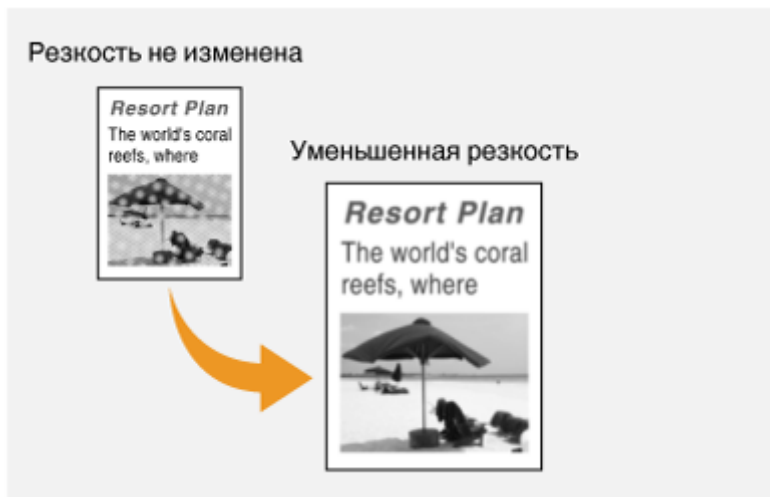 Резкость не изменена
Resort Plan
The world's coral
reefs, where
Уменьшенная резкость
Resort Plan
The world's coral
reefs, where